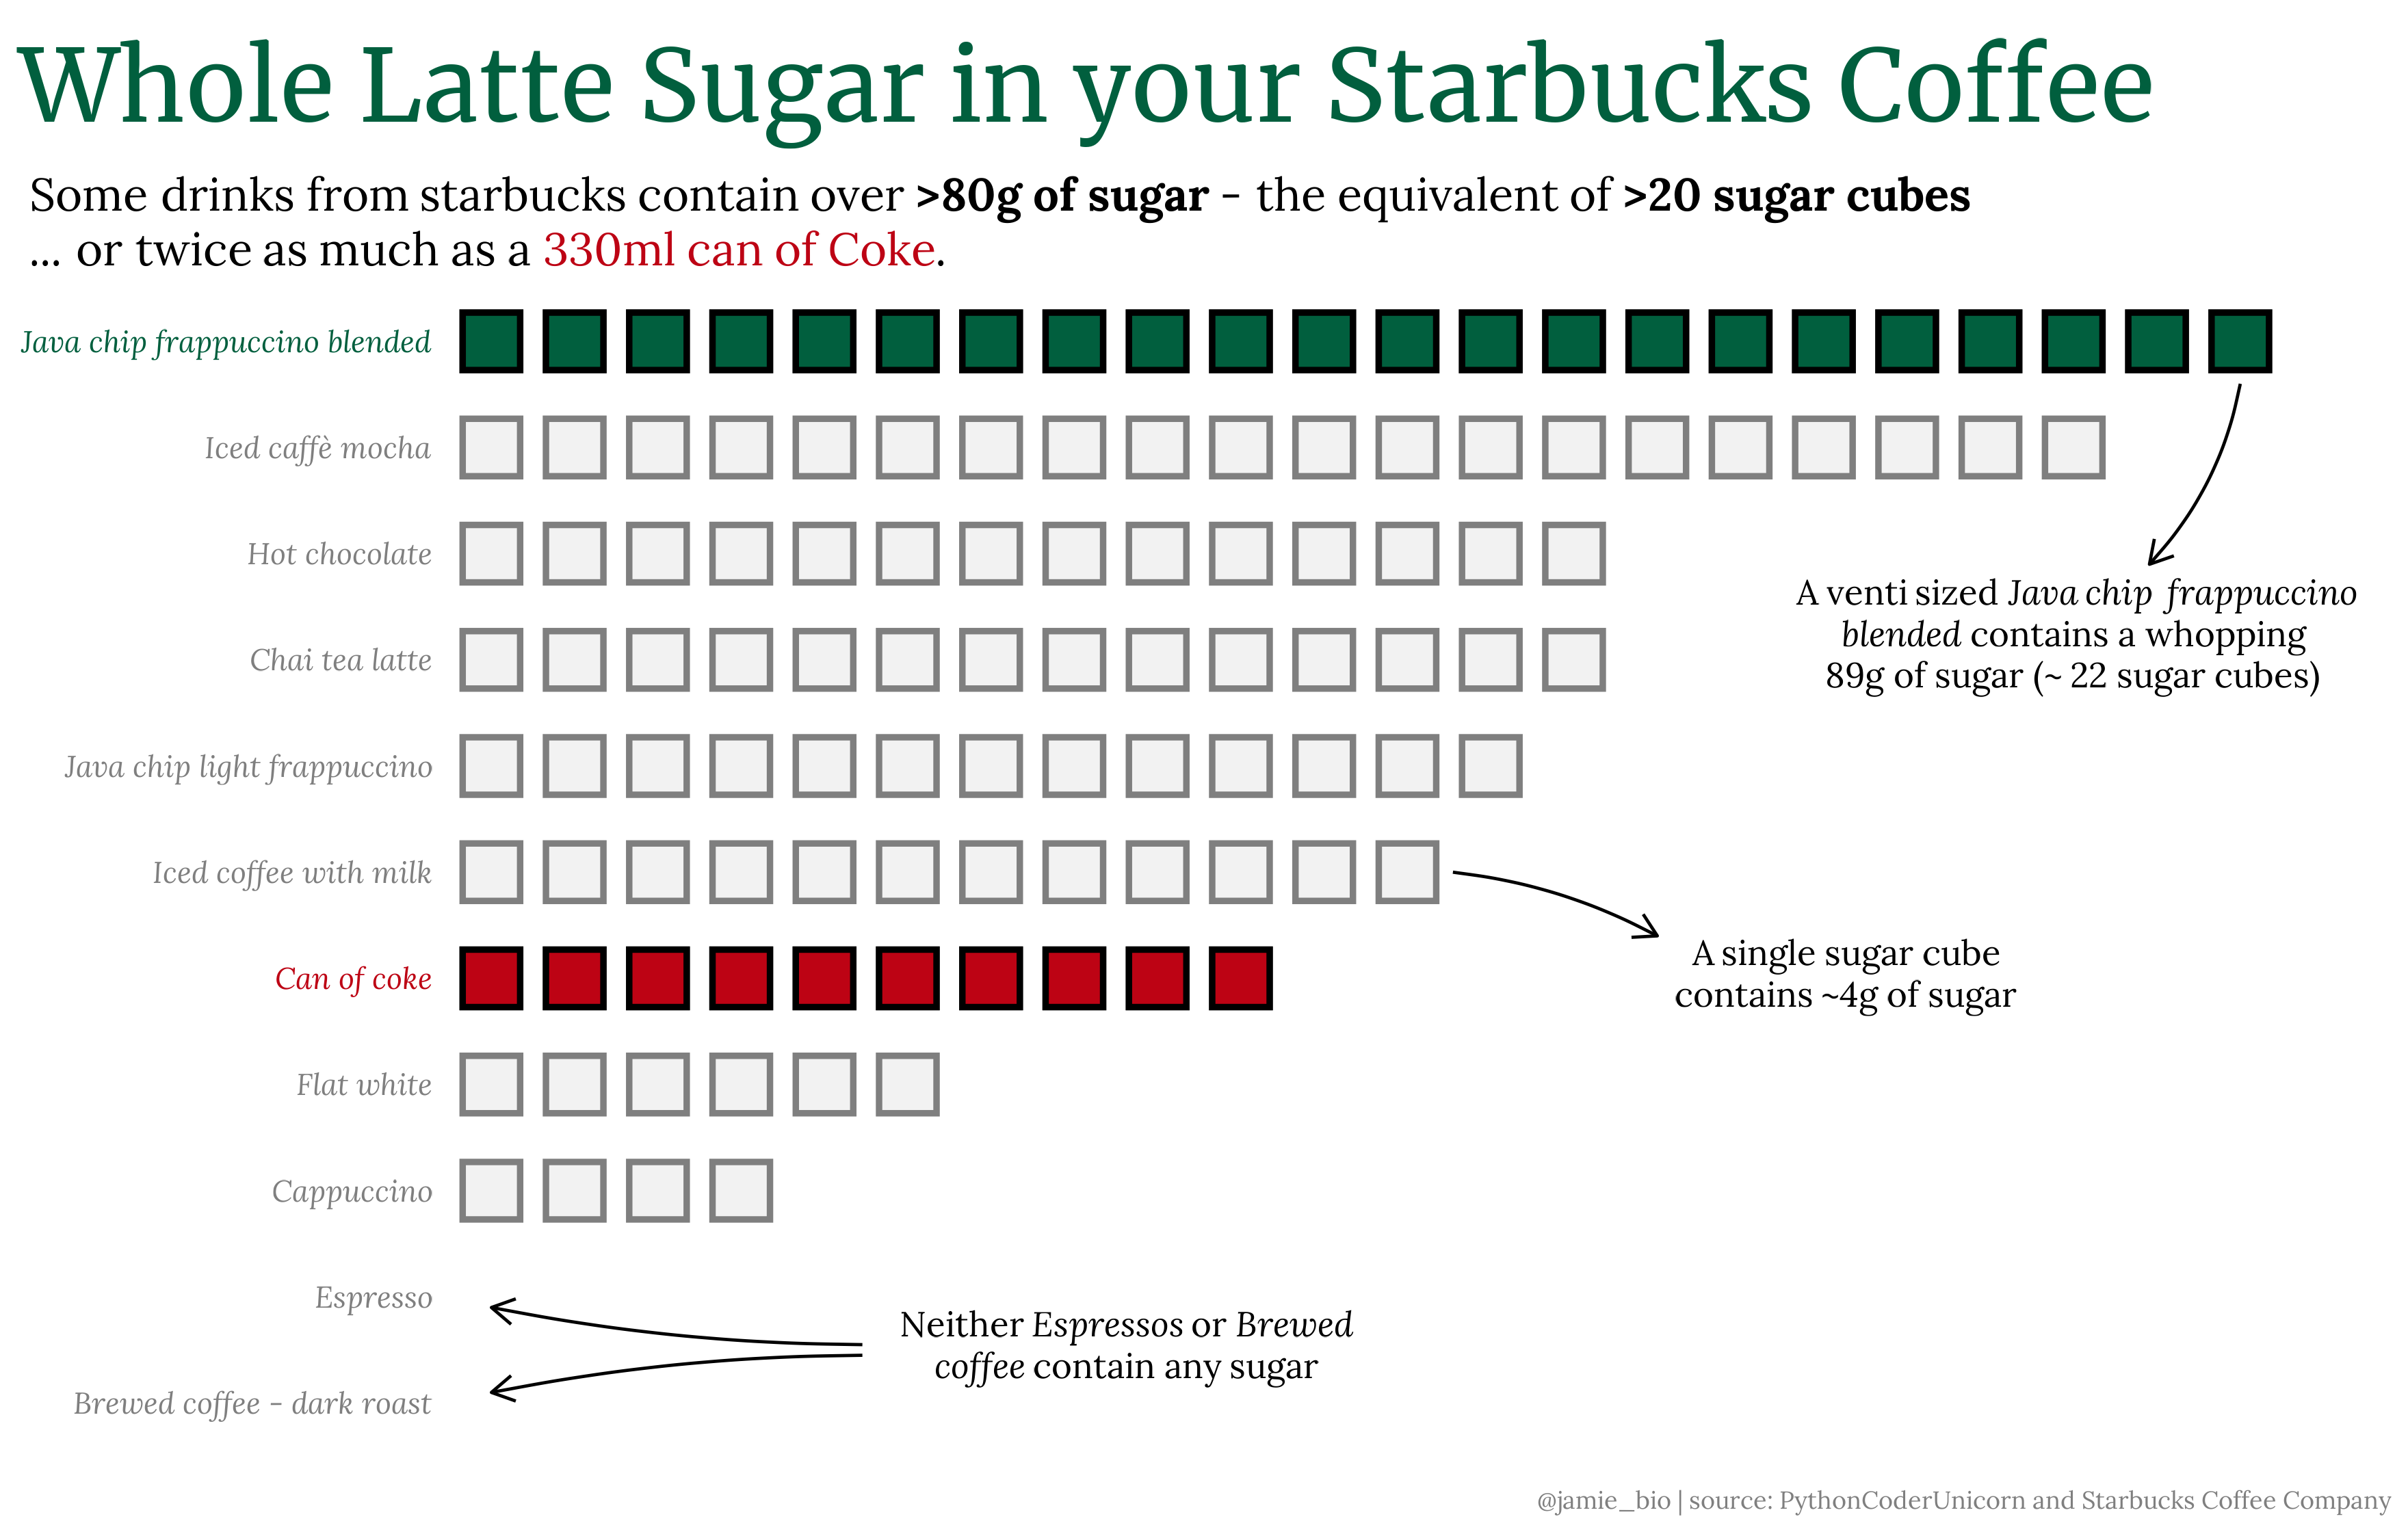 Whole Latte Sugar in your Starbucks Coffee
Some drinks from starbucks contain over >80g of sugar - the equivalent of >20 sugar cubes
... or twice as much as a 330ml can of Coke.
Java chip frappuccino blended
Iced caffè mocha
Hot chocolate
A venti sized Java chip frappuccino
blended contains a whopping
89g of sugar (~ 22 sugar cubes)
Chai tea latte
Java chip light frappuccino
Iced coffee with milk
A single sugar cube
contains ~4g of sugar
Can of coke
Flat white
Cappuccino
Espresso
Neither Espressos or Brewed
coffee contain any sugar
Brewed coffee - dark roast
@jamie_bio | source: PythonCoderUnicorn and Starbucks Coffee Company